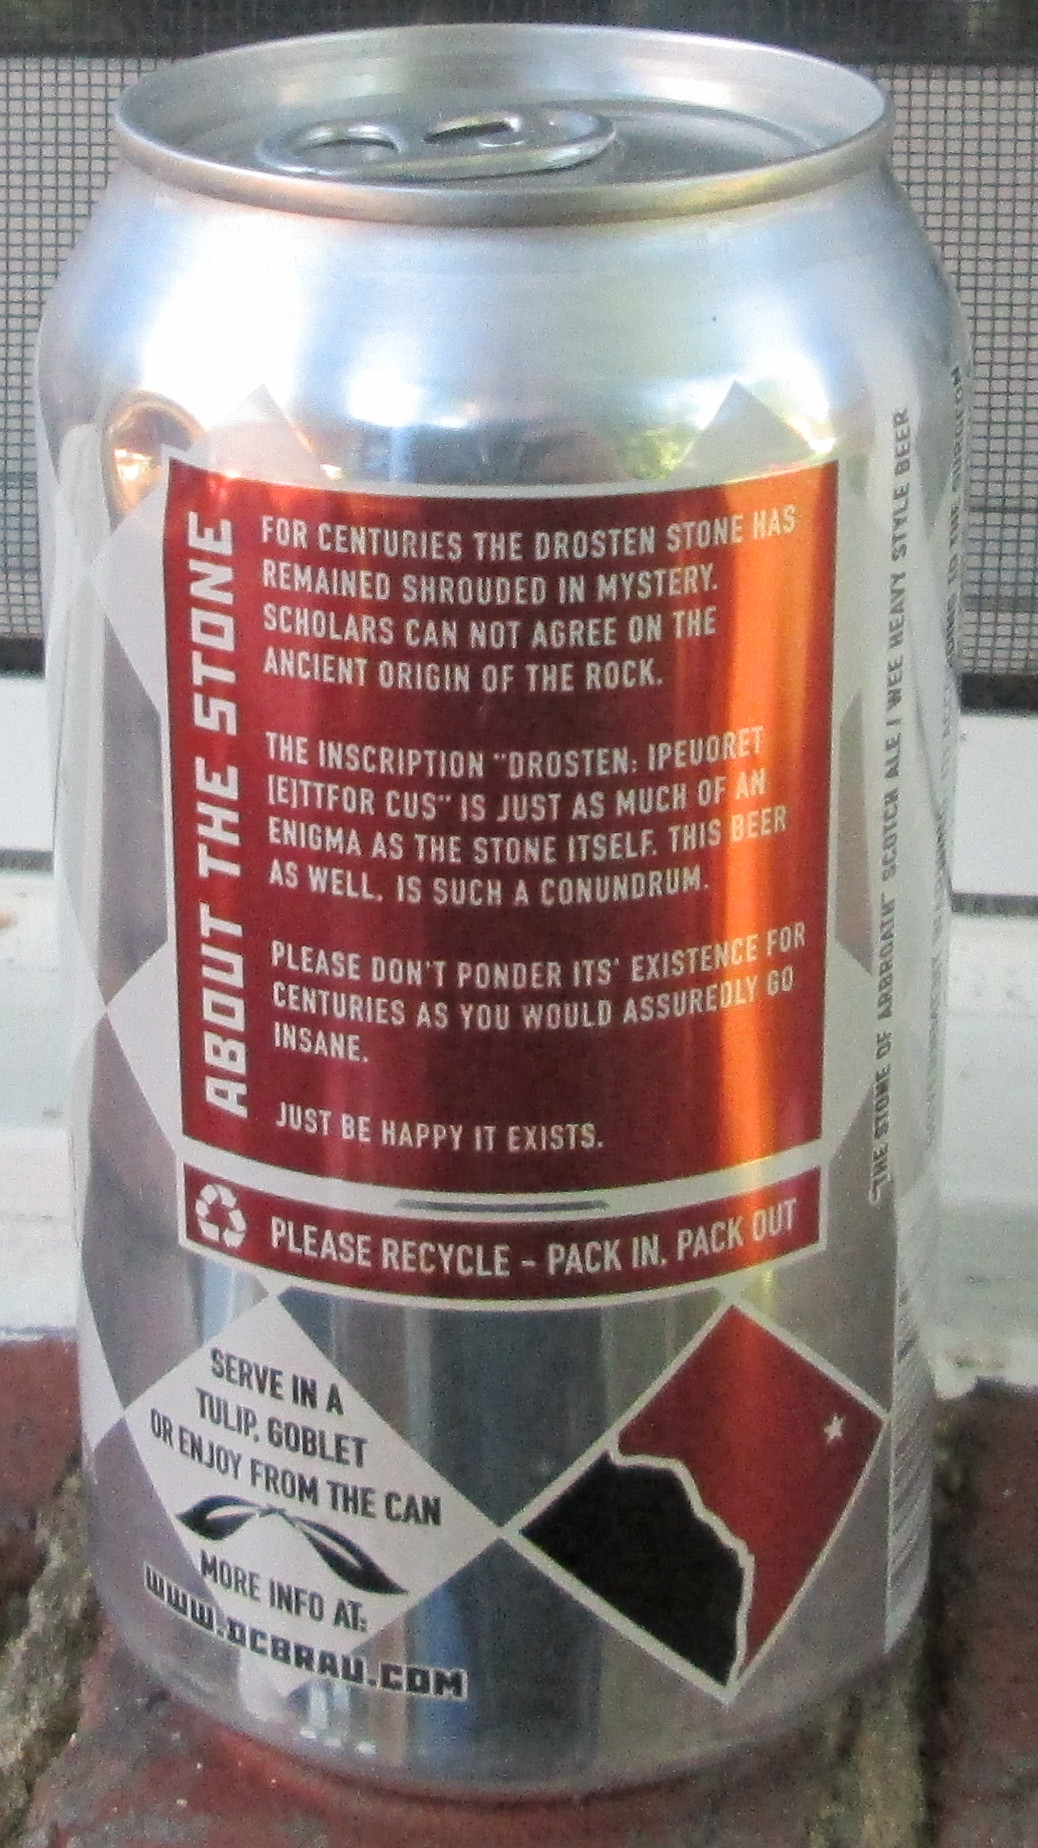 ABOUT THE STONE
FOR CENTURIES THE DROSTEN STONE HAS
REMAINED SHROUDED IN MYSTERY.
SCHOLARS CAN NOT AGREE ON THE
ANCIENT ORIGIN OF THE ROCK.
THE INSCRIPTION "DROSTEN: IPEUORET
[E]TTFOR CUS" IS JUST AS MUCH OF AN
ENIGMA AS THE STONE ITSELF. THIS BEER
AS WELL, IS SUCH A CONUNDRUM.
PLEASE DON'T PONDER ITS' EXISTENCE FOR
CENTURIES AS YOU WOULD ASSUREDLY GO
INSANE.
JUST BE HAPPY IT EXISTS.
PLEASE RECYCLE - PACK IN, PACK OUT
SERVE IN A
TULIP, GOBLET
OR ENJOY FROM THE CAN
MORE INFO AT:
WWW.DCBRAU.COM
"THE STONE OF ARBROATH" SCOTCH ALE / WEE HEAVY STYLE BEER